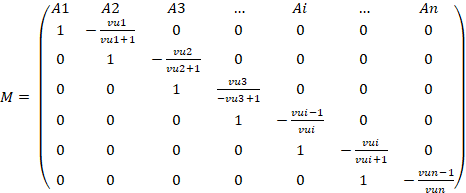 A1 A2 A3 ... Ai ... An
1 −vu1/vu1+1 0 0 0 0 0
0 1 −vu2/vu2+1 0 0 0 0
M = 0 0 1 vu3/−vu3+1 0 0 0
0 0 0 1 −vui−1/vui 0 0
0 0 0 0 1 −vui/vui+1 0
0 0 0 0 0 1 −vun−1/vun